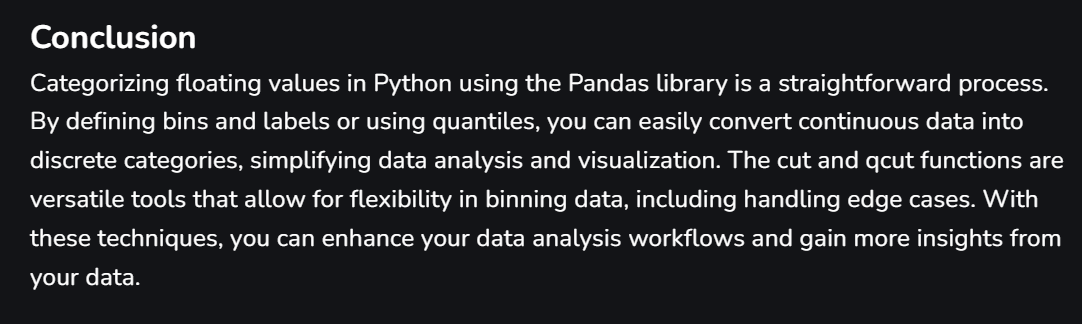 Conclusion
Categorizing floating values in Python using the Pandas library is a straightforward process.
By defining bins and labels or using quantiles, you can easily convert continuous data into
discrete categories, simplifying data analysis and visualization. The cut and qcut functions are
versatile tools that allow for flexibility in binning data, including handling edge cases. With
these techniques, you can enhance your data analysis workflows and gain more insights from
your data.